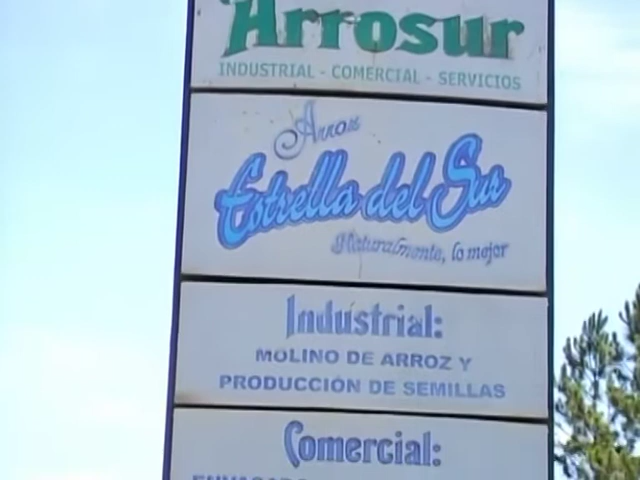 Arrosur
INDUSTRIAL - COMERCIAL - SERVICIOS
Arroz
Estrella del Sur
Naturalmente, lo mejor
Industrial:
MOLINO DE ARROZ Y
PRODUCCIÓN DE SEMILLAS
Comercial: